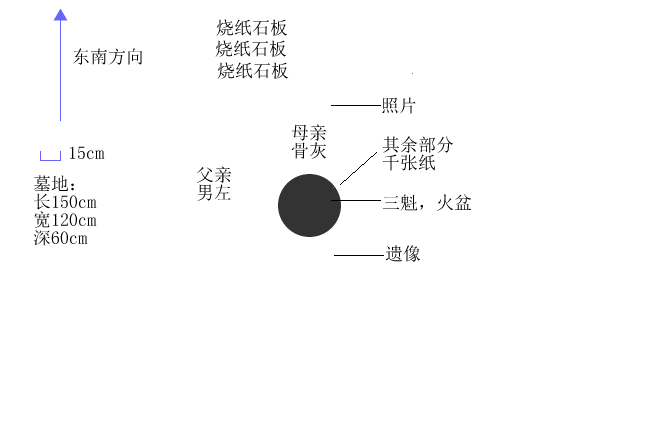 烧纸石板
烧纸石板
烧纸石板
东南方向
照片
母亲
骨灰
其余部分
千张纸
15cm
父亲
男左
墓地：
长150cm
宽120cm
深60cm
三魁，火盆
遗像